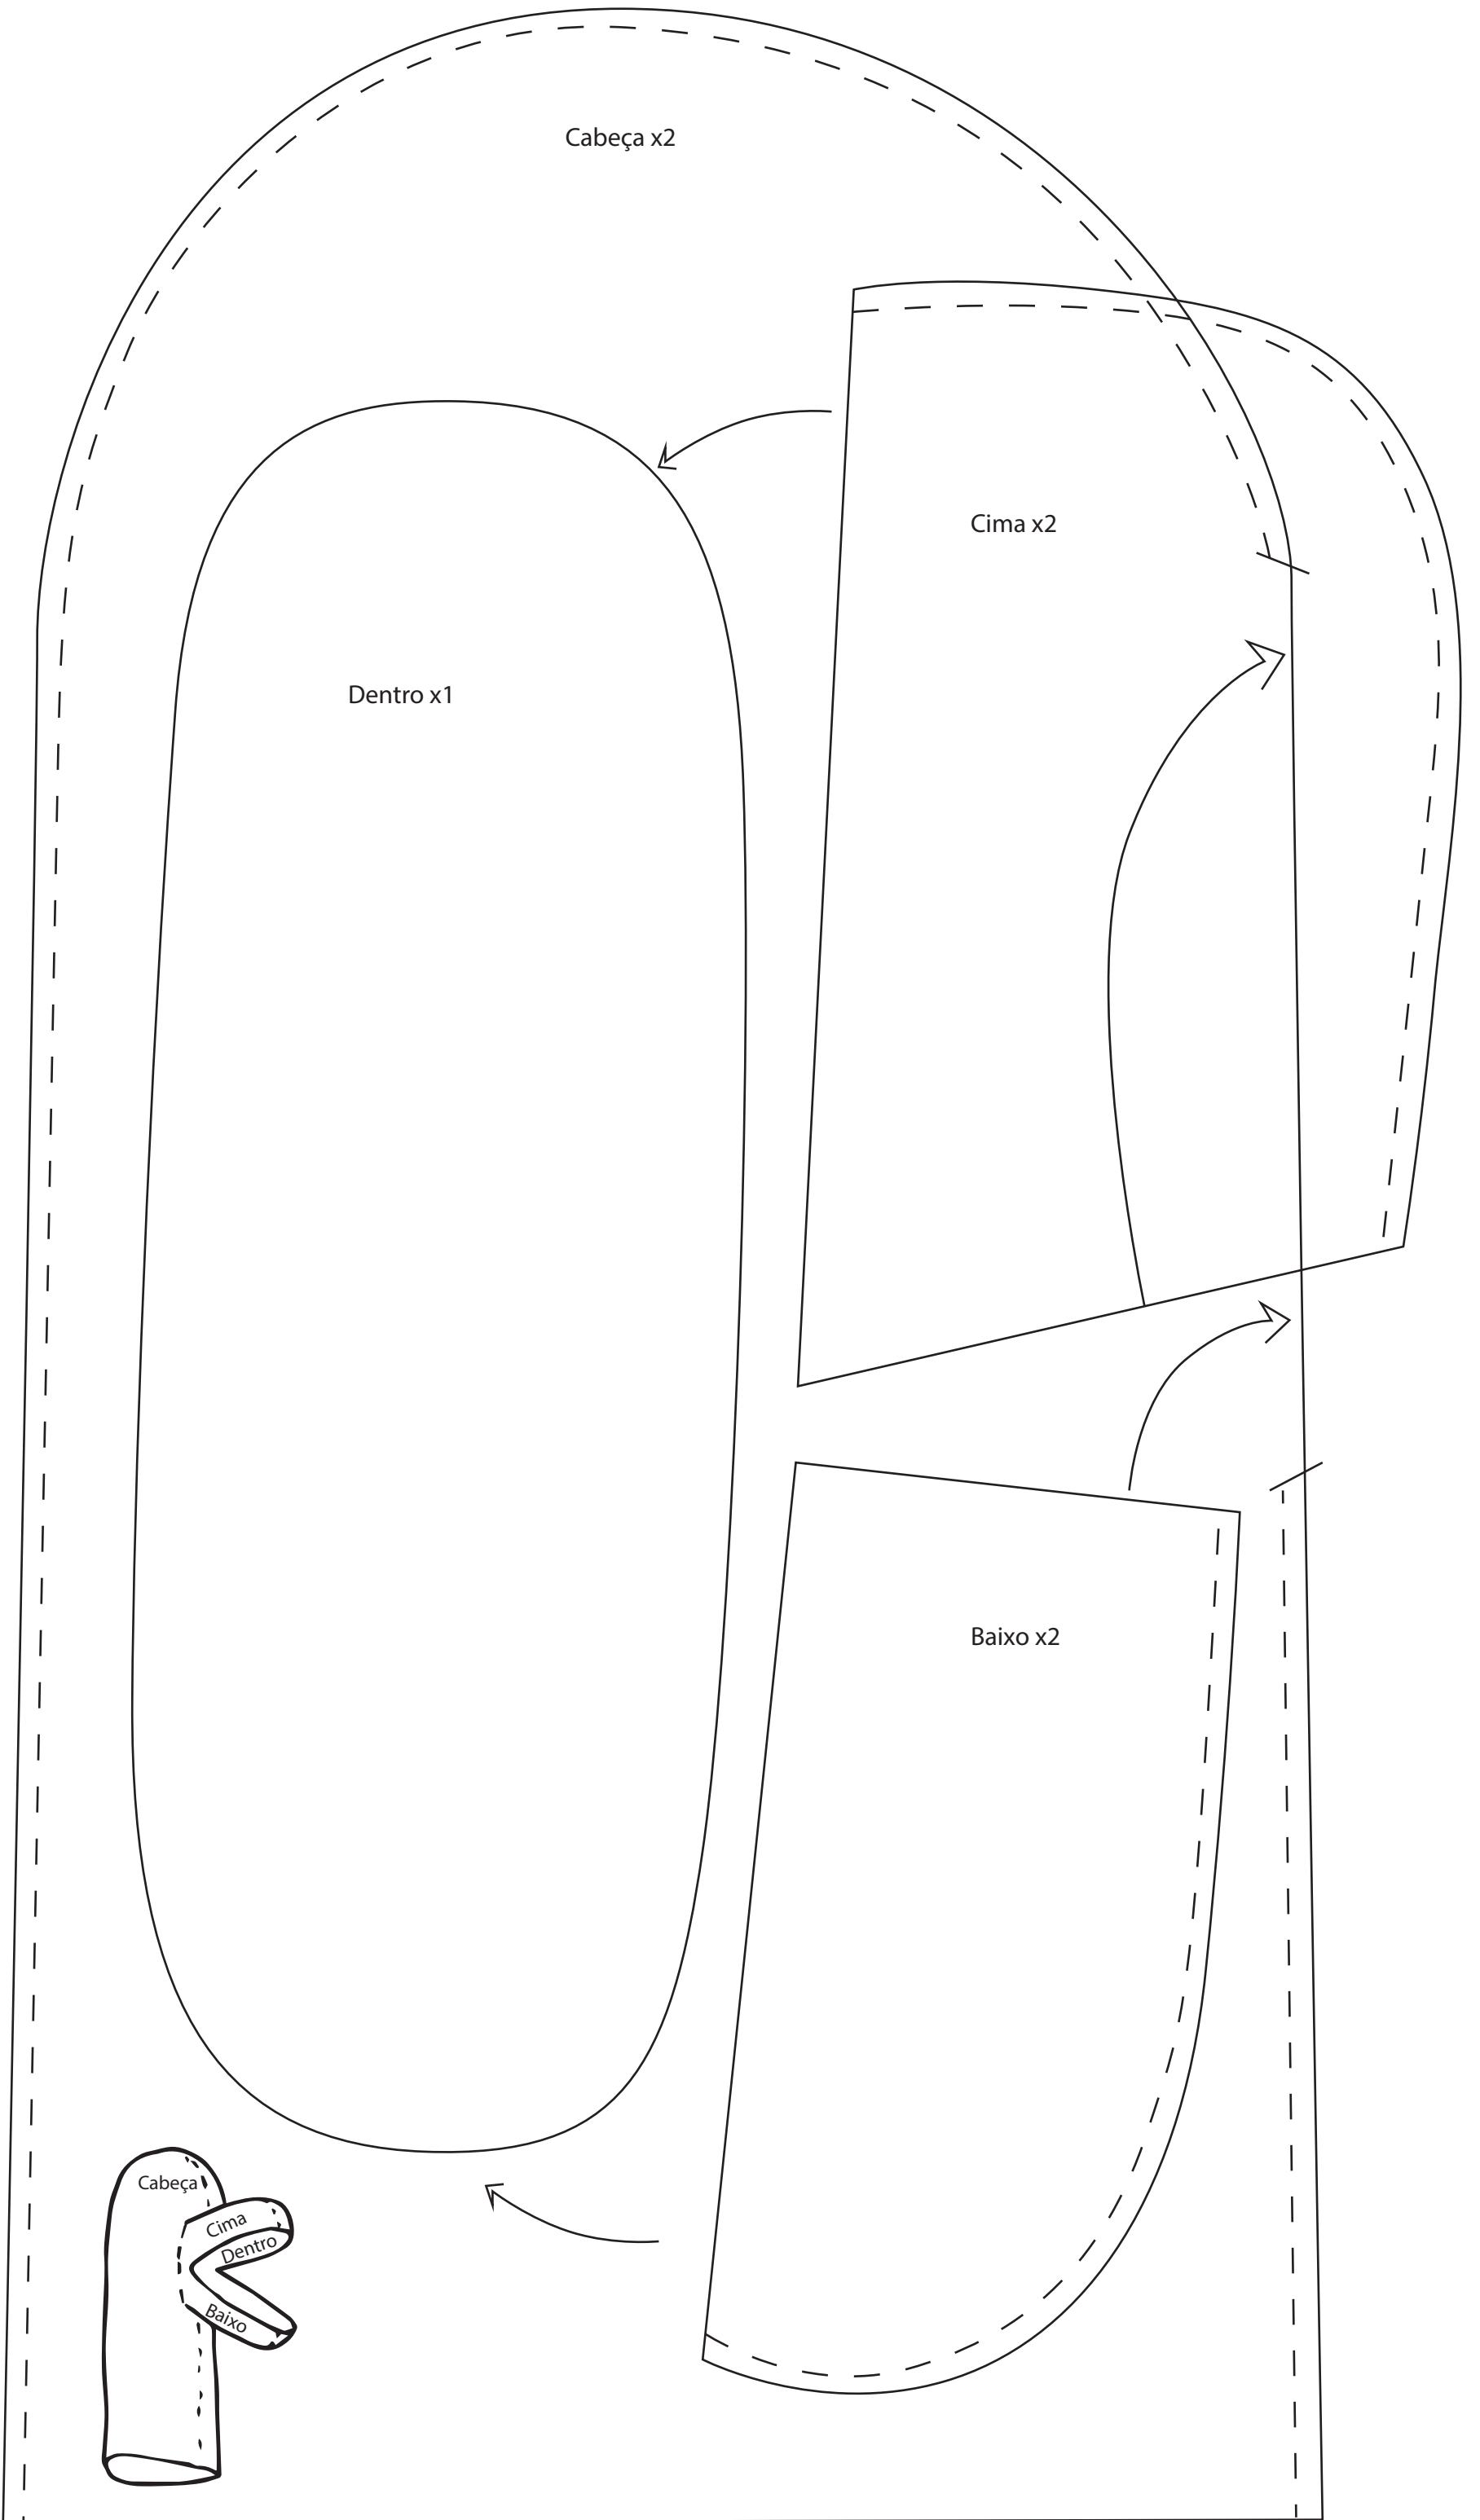 Cabeça x2
Cima x2
Dentro x1
Baixo x2
Cabeça
Cima
Dentro
Baixo